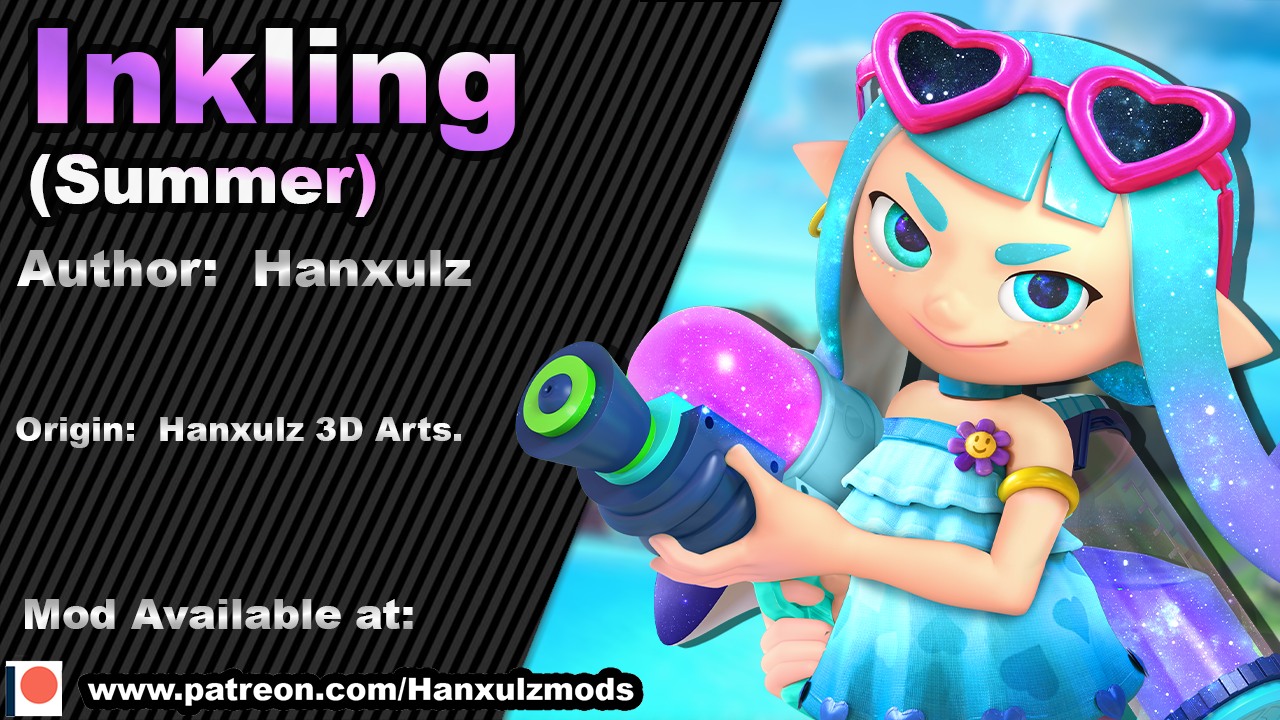 Inkling
(Summer)
Author: Hanxulz
Origin: Hanxulz 3D Arts.
Mod Available at:
www.patreon.com/Hanxulzmods